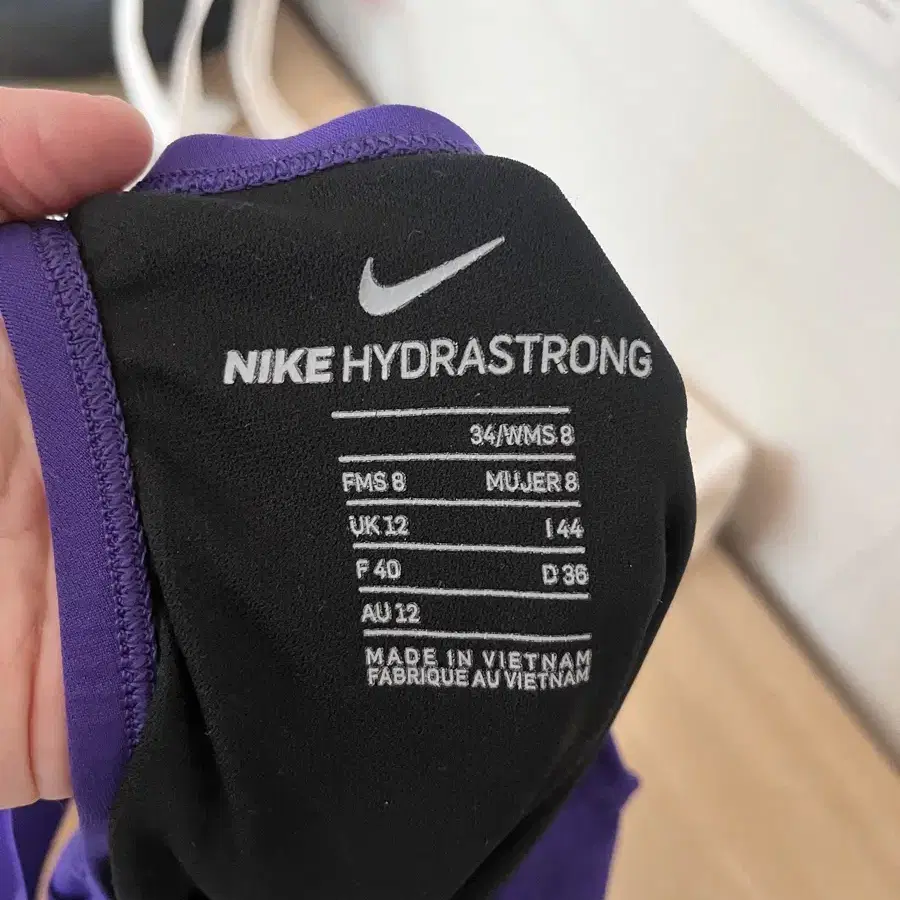 NIKE HYDRASTRONG
34/WMS 8
FMS 8 MUJER 8
UK 12 I 44
F 40 D 36
AU 12
MADE IN VIETNAM
FABRIQUE AU VIETNAM